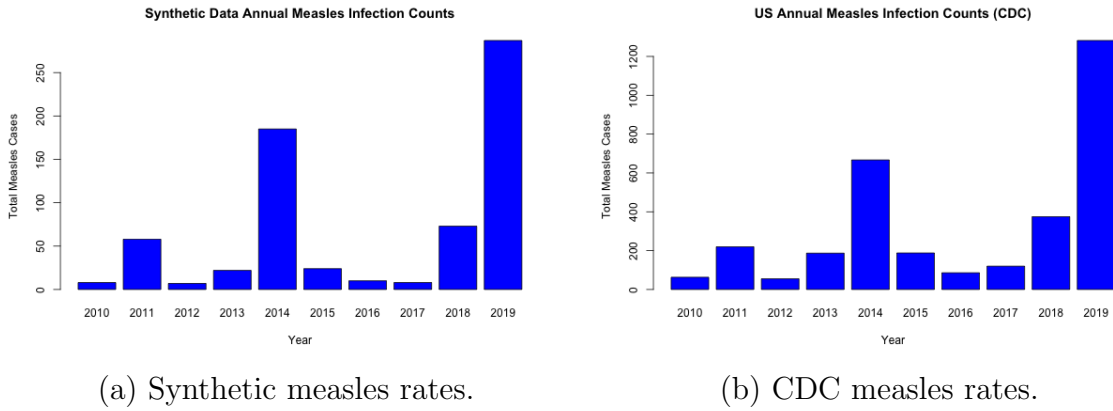 Synthetic Data Annual Measles Infection Counts
Total Measles Cases
250
200
150
100
50
0
2010 2011 2012 2013 2014 2015 2016 2017 2018 2019
Year
(a) Synthetic measles rates.
US Annual Measles Infection Counts (CDC)
Total Measles Cases
1200
1000
800
600
400
200
0
2010 2011 2012 2013 2014 2015 2016 2017 2018 2019
Year
(b) CDC measles rates.